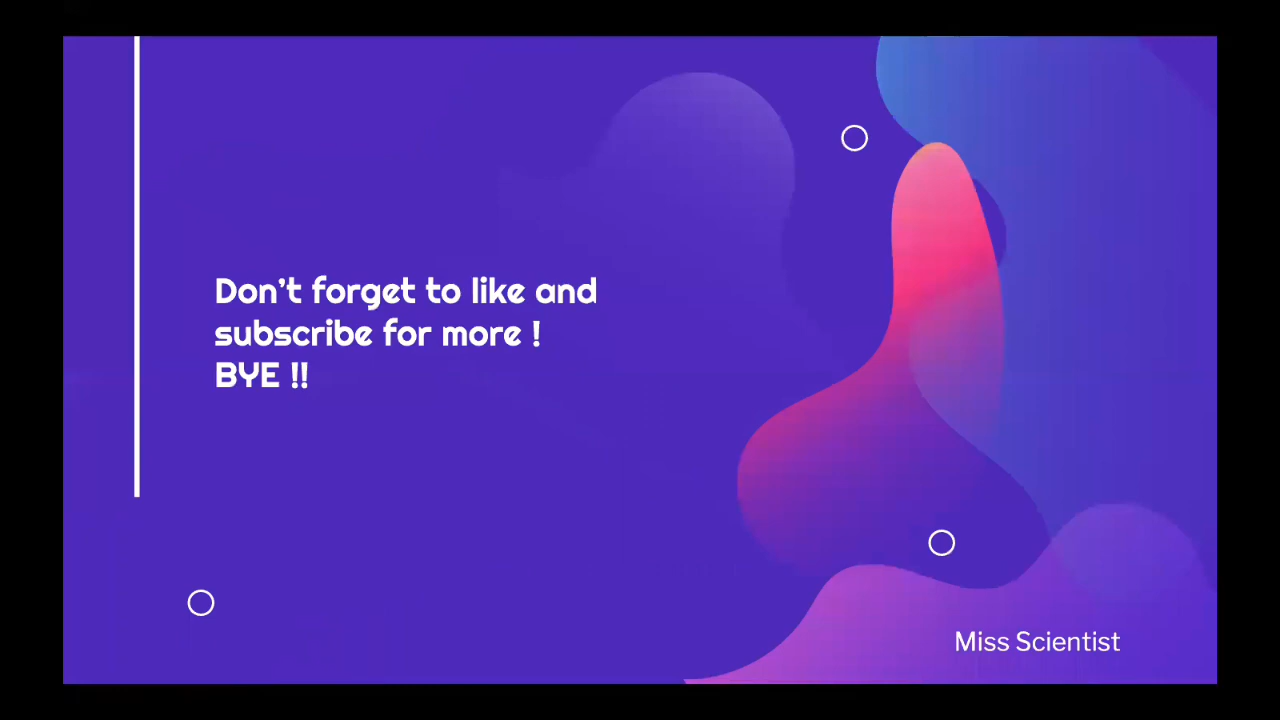 Don't forget to like and
subscribe for more !
BYE !!
Miss Scientist